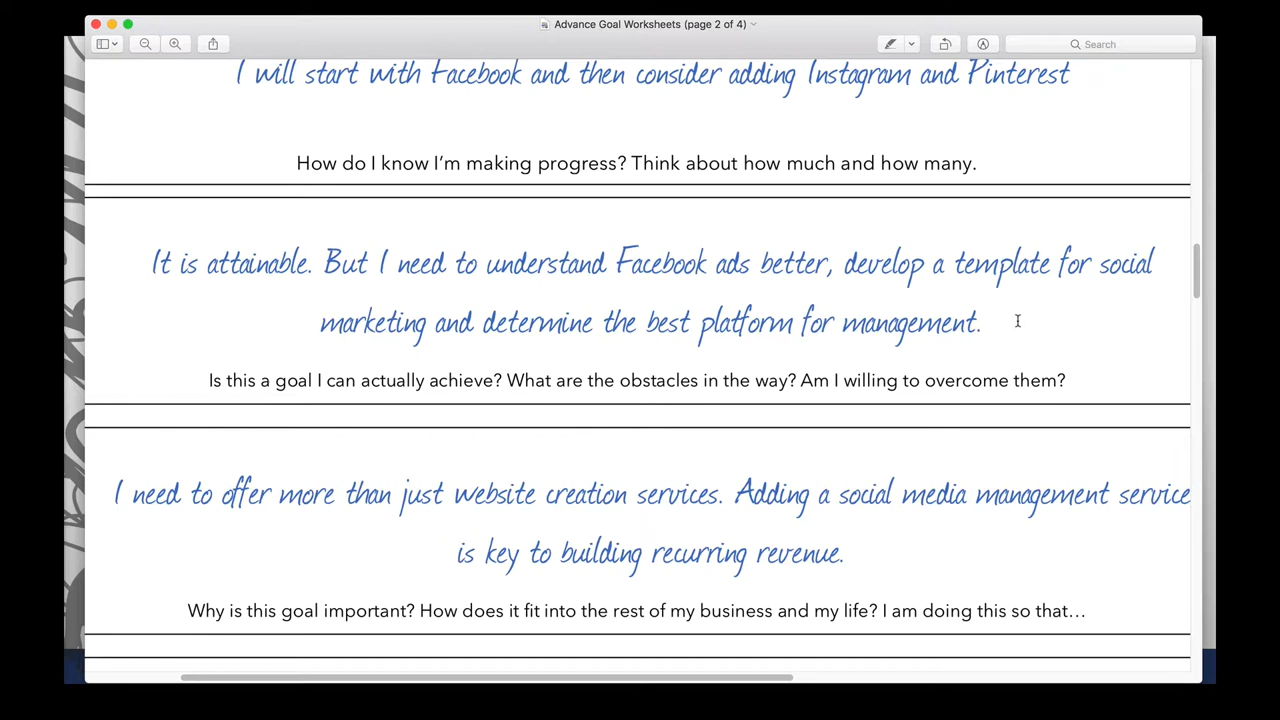 Advance Goal Worksheets (page 2 of 4)
Search
I will start with Facebook and then consider adding Instagram and Pinterest
How do I know I'm making progress? Think about how much and how many.
It is attainable. But I need to understand Facebook ads better, develop a template for social
marketing and determine the best platform for management.
Is this a goal I can actually achieve? What are the obstacles in the way? Am I willing to overcome them?
I need to offer more than just website creation services. Adding a social media management service
is key to building recurring revenue.
Why is this goal important? How does it fit into the rest of my business and my life? I am doing this so that...